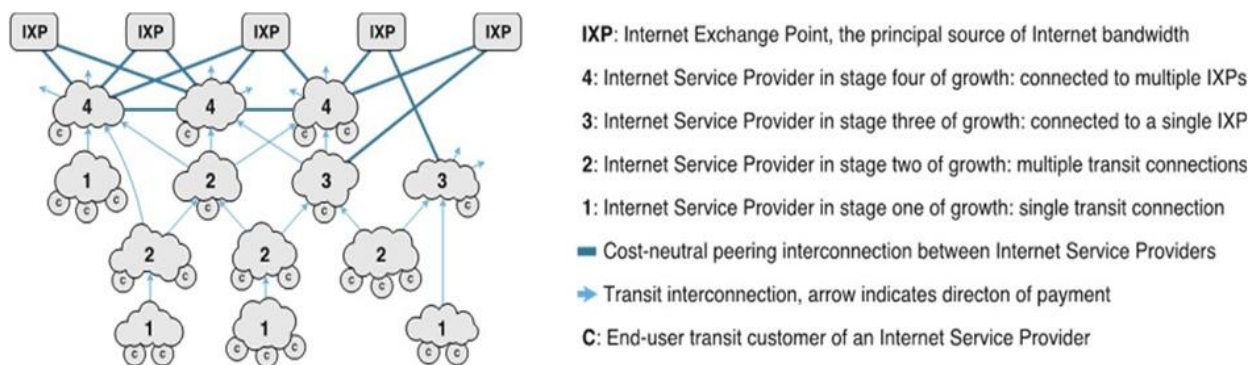 IXP IXP IXP IXP IXP
4 4 4
C C C C
1 2 3 3
C C C C C C C
2 2 2
C C C C C C C
1 1 1
C C C C C C C
IXP: Internet Exchange Point, the principal source of Internet bandwidth
4: Internet Service Provider in stage four of growth: connected to multiple IXPs
3: Internet Service Provider in stage three of growth: connected to a single IXP
2: Internet Service Provider in stage two of growth: multiple transit connections
1: Internet Service Provider in stage one of growth: single transit connection
Cost-neutral peering interconnection between Internet Service Providers
Transit interconnection, arrow indicates directon of payment
C: End-user transit customer of an Internet Service Provider